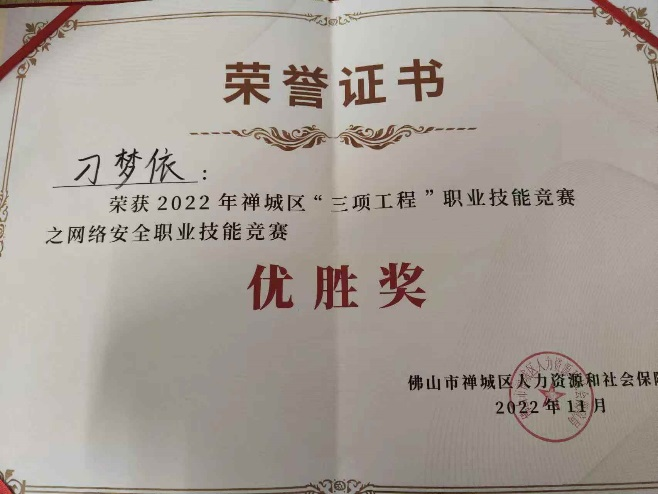 荣誉证书
刁梦依：
荣获2022年禅城区“三项工程”职业技能竞赛
之网络安全职业技能竞赛
优胜奖
佛山市禅城区人力资源和社会保
2022年11月